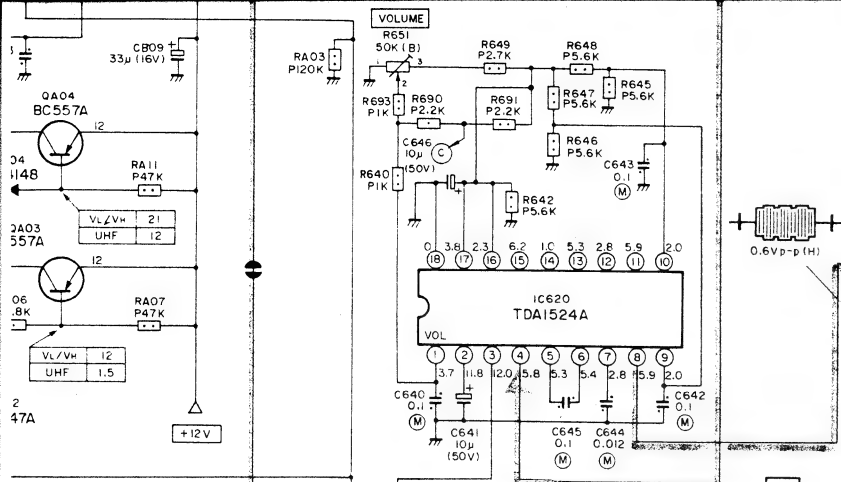 VOLUME
R651
50K (B)
1
3
2
CB09
33μ (16V)
RA03
P120K
R649
P2.7K
R648
P5.6K
R645
P5.6K
R647
P5.6K
R693
P1K
R690
P2.2K
R691
P2.2K
QA04
BC557A
12
C646
10μ
(50V)
C
R646
P5.6K
C643
0.1
M
RA11
P47K
R640
P1K
R642
P5.6K
VL/VH 21
UHF 12
QA03
557A
12
0 3.8 2.3 6.2 1.0 5.3 2.8 5.9 2.0
18 17 16 15 14 13 12 11 10
0.6Vp-p (H)
IC620
TDA1524A
VOL
RA07
P47K
06
.8K
1 2 3 4 5 6 7 8 9
3.7 11.8 12.0 5.8 5.3 5.4 2.8 5.9 2.0
VL/VH 12
UHF 1.5
C640
0.1
M
C641
10μ
(50V)
C645
0.1
M
C644
0.012
M
C642
0.1
M
47A
+12V